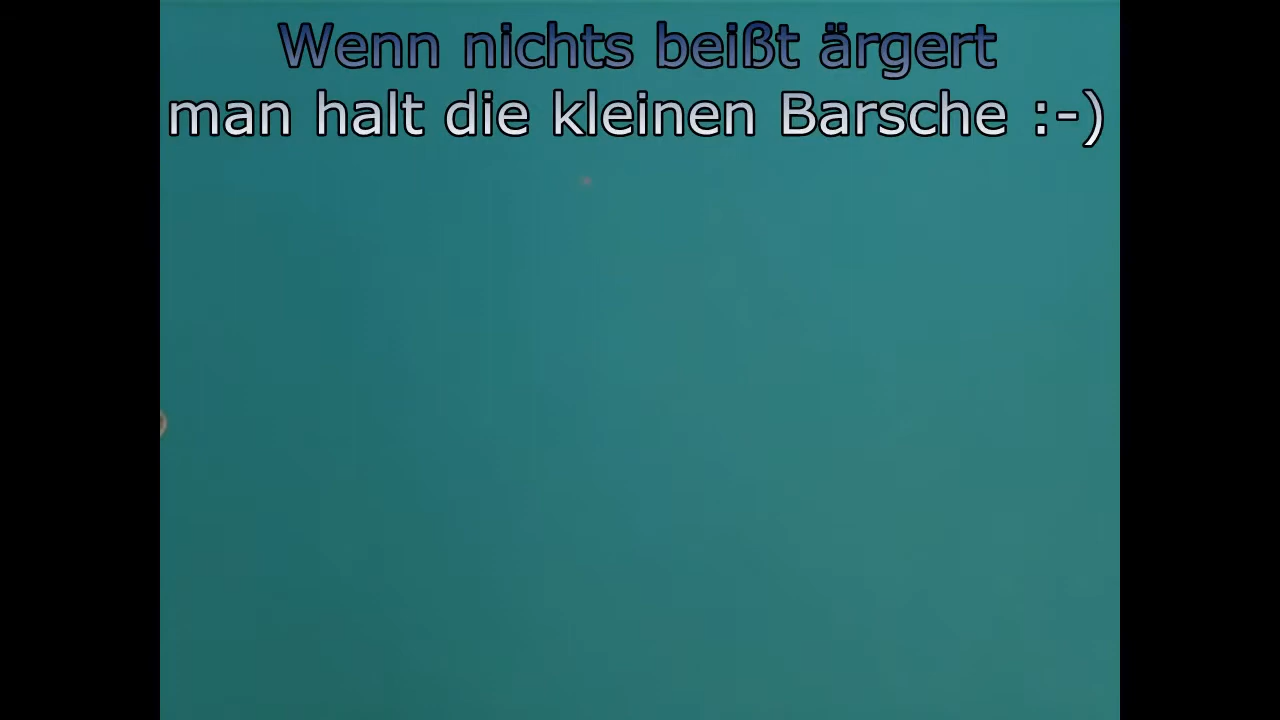 Wenn nichts beißt ärgert
man halt die kleinen Barsche :-)